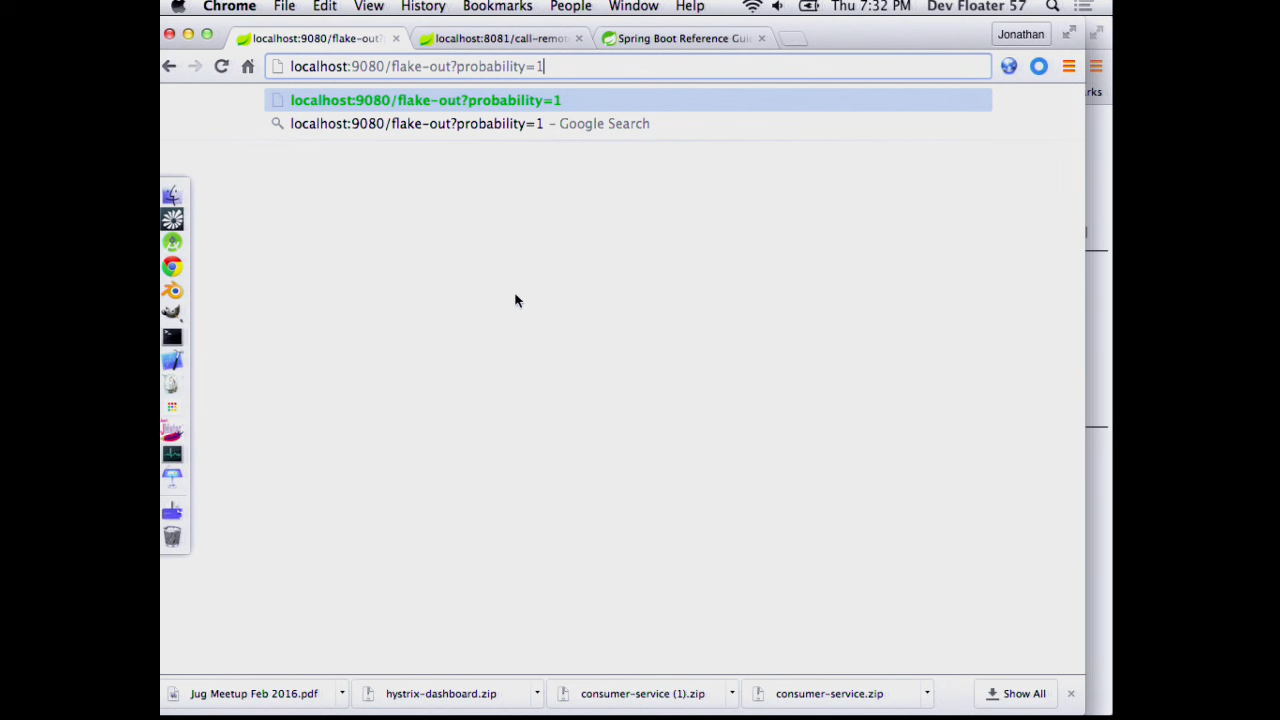 Chrome File Edit View History Bookmarks People Window Help Thu 7:32 PM Dev Floater 57
localhost:9080/flake-out? localhost:8081/call-remot Spring Boot Reference Gui Jonathan
localhost:9080/flake-out?probability=1
rks
localhost:9080/flake-out?probability=1
localhost:9080/flake-out?probability=1 - Google Search
Jug Meetup Feb 2016.pdf hystrix-dashboard.zip consumer-service (1).zip consumer-service.zip Show All